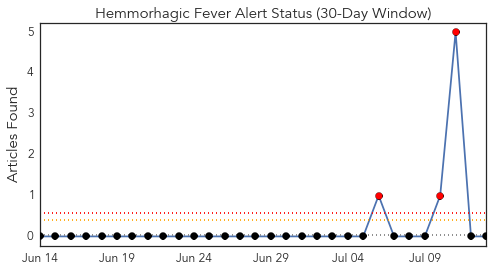 Hemmorhagic Fever Alert Status (30-Day Window)
Articles Found
5
4
3
2
1
0
Jun 14 Jun 19 Jun 24 Jun 29 Jul 04 Jul 09